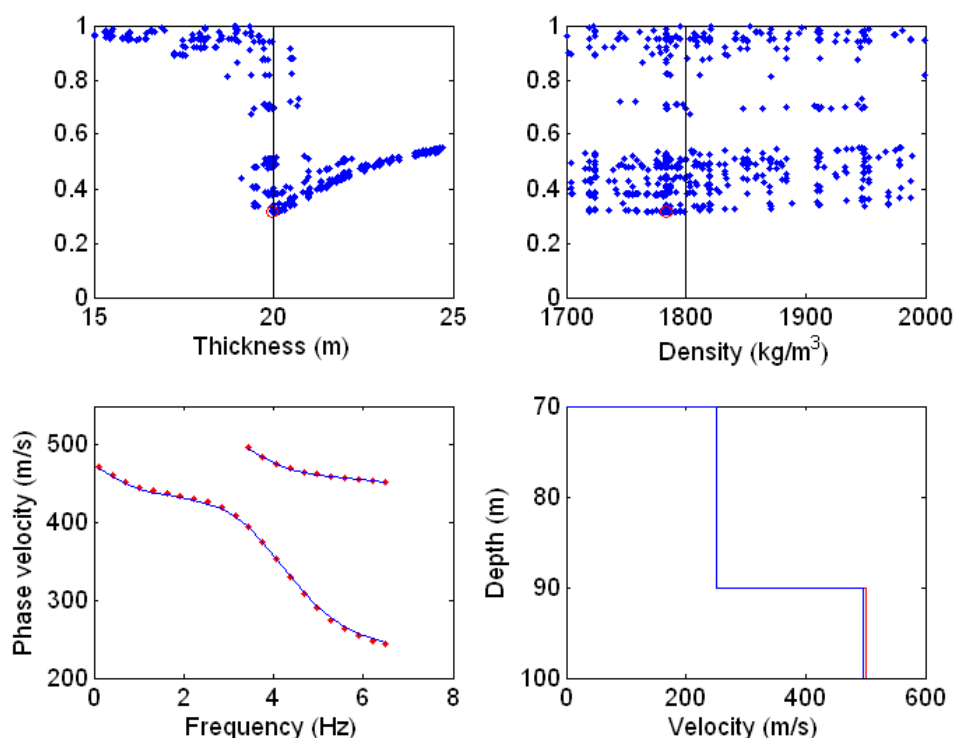 1
0.8
0.6
0.4
0.2
0
15 20 25
Thickness (m)
1
0.8
0.6
0.4
0.2
0
1700 1800 1900 2000
Density (kg/m³)
500
400
300
200
0 2 4 6 8
Phase velocity (m/s)
Frequency (Hz)
70
80
90
100
0 200 400 600
Depth (m)
Velocity (m/s)